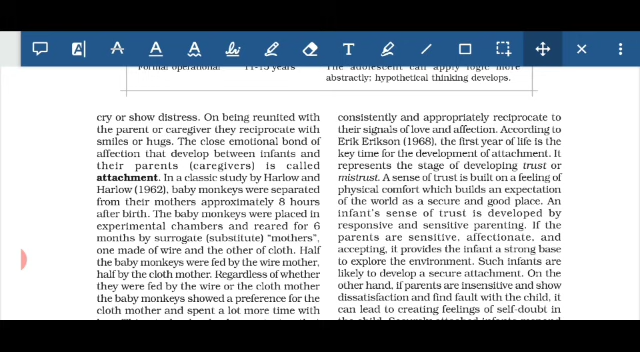 Formal operational 11-15 years The adolescent can apply logic more
abstractly; hypothetical thinking develops.
cry or show distress. On being reunited with
the parent or caregiver they reciprocate with
smiles or hugs. The close emotional bond of
affection that develop between infants and
their parents (caregivers) is called
attachment. In a classic study by Harlow and
Harlow (1962), baby monkeys were separated
from their mothers approximately 8 hours
after birth. The baby monkeys were placed in
experimental chambers and reared for 6
months by surrogate (substitute) “mothers”,
one made of wire and the other of cloth. Half
the baby monkeys were fed by the wire mother,
half by the cloth mother. Regardless of whether
they were fed by the wire or the cloth mother
the baby monkeys showed a preference for the
cloth mother and spent a lot more time with
consistently and appropriately reciprocate to
their signals of love and affection. According to
Erik Erikson (1968), the first year of life is the
key time for the development of attachment. It
represents the stage of developing trust or
mistrust. A sense of trust is built on a feeling of
physical comfort which builds an expectation
of the world as a secure and good place. An
infant’s sense of trust is developed by
responsive and sensitive parenting. If the
parents are sensitive, affectionate, and
accepting, it provides the infant a strong base
to explore the environment. Such infants are
likely to develop a secure attachment. On the
other hand, if parents are insensitive and show
dissatisfaction and find fault with the child, it
can lead to creating feelings of self-doubt in
the child. Securely attached infants respond